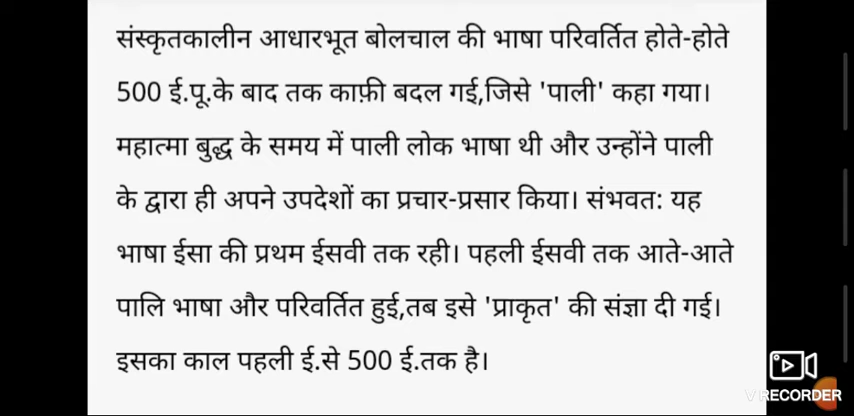 संस्कृतकालीन आधारभूत बोलचाल की भाषा परिवर्तित होते-होते
500 ई.पू.के बाद तक काफ़ी बदल गई,जिसे 'पाली' कहा गया।
महात्मा बुद्ध के समय में पाली लोक भाषा थी और उन्होंने पाली
के द्वारा ही अपने उपदेशों का प्रचार-प्रसार किया। संभवत: यह
भाषा ईसा की प्रथम ईसवी तक रही। पहली ईसवी तक आते-आते
पालि भाषा और परिवर्तित हुई,तब इसे 'प्राकृत' की संज्ञा दी गई।
इसका काल पहली ई.से 500 ई.तक है।
V RECORDER